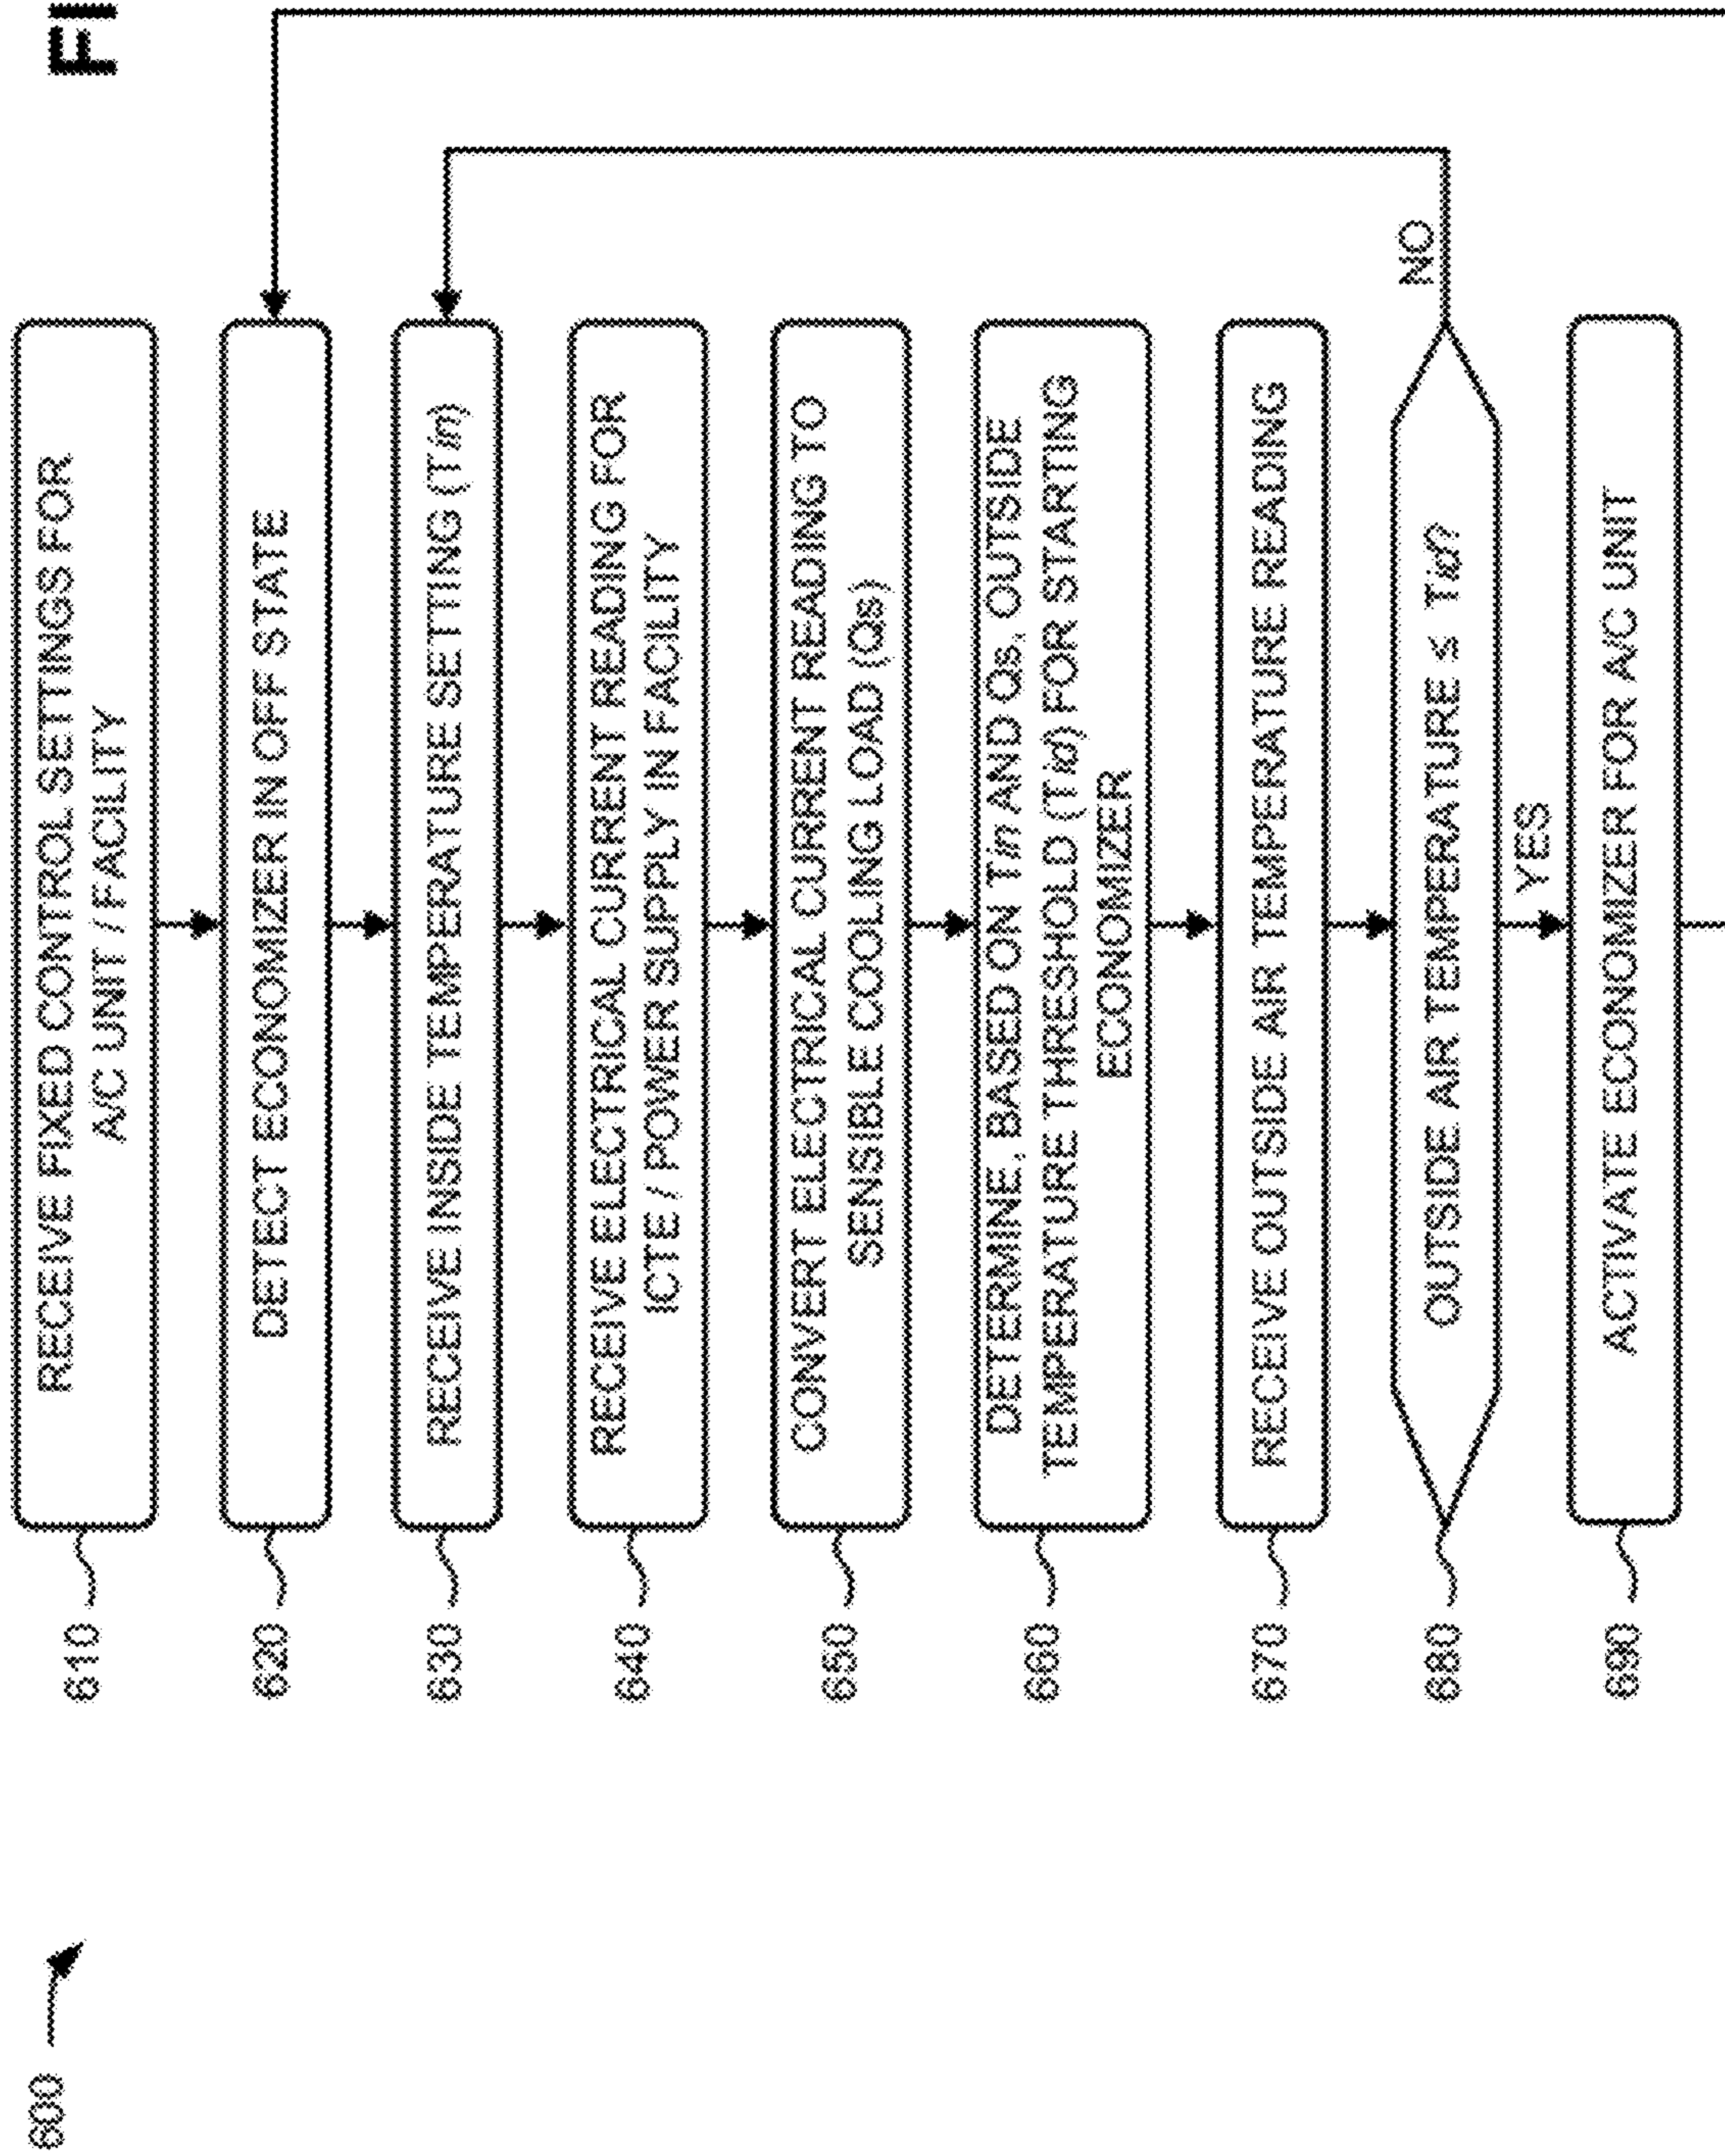 FI
600
610
RECEIVE FIXED CONTROL SETTINGS FOR
A/C UNIT / FACILITY
620
DETECT ECONOMIZER IN OFF STATE
630
RECEIVE INSIDE TEMPERATURE SETTING (Tin)
640
RECEIVE ELECTRICAL CURRENT READING FOR
ICTE / POWER SUPPLY IN FACILITY
650
CONVERT ELECTRICAL CURRENT READING TO
SENSIBLE COOLING LOAD (Qs)
660
DETERMINE, BASED ON Tin AND Qs, OUTSIDE
TEMPERATURE THRESHOLD (Tid) FOR STARTING
ECONOMIZER
670
RECEIVE OUTSIDE AIR TEMPERATURE READING
680
OUTSIDE AIR TEMPERATURE ≤ Tid?
NO
YES
690
ACTIVATE ECONOMIZER FOR A/C UNIT